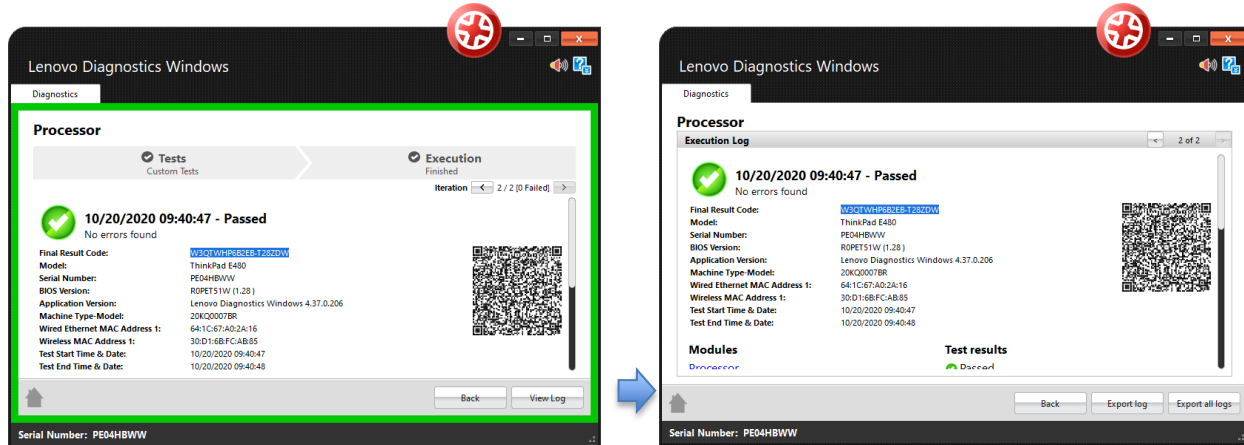 Lenovo Diagnostics Windows
Diagnostics
Processor
Tests
Custom Tests
Execution
Finished
Iteration < 2 / 2 [0 Failed] >
10/20/2020 09:40:47 - Passed
No errors found
Final Result Code: W3QTWHP6B2EB-T28ZDW
Model: ThinkPad E480
Serial Number: PE04HBWW
BIOS Version: R0PET51W (1.28 )
Application Version: Lenovo Diagnostics Windows 4.37.0.206
Machine Type-Model: 20KQ0007BR
Wired Ethernet MAC Address 1: 64:1C:67:A0:2A:16
Wireless MAC Address 1: 30:D1:6B:FC:AB:85
Test Start Time & Date: 10/20/2020 09:40:47
Test End Time & Date: 10/20/2020 09:40:48
Back View Log
Serial Number: PE04HBWW
Lenovo Diagnostics Windows
Diagnostics
Processor
Execution Log < 2 of 2 >
10/20/2020 09:40:47 - Passed
No errors found
Final Result Code: W3QTWHP6B2EB-T28ZDW
Model: ThinkPad E480
Serial Number: PE04HBWW
BIOS Version: R0PET51W (1.28 )
Application Version: Lenovo Diagnostics Windows 4.37.0.206
Machine Type-Model: 20KQ0007BR
Wired Ethernet MAC Address 1: 64:1C:67:A0:2A:16
Wireless MAC Address 1: 30:D1:6B:FC:AB:85
Test Start Time & Date: 10/20/2020 09:40:47
Test End Time & Date: 10/20/2020 09:40:48
Modules Test results
Processor Passed
Back Export log Export all logs
Serial Number: PE04HBWW